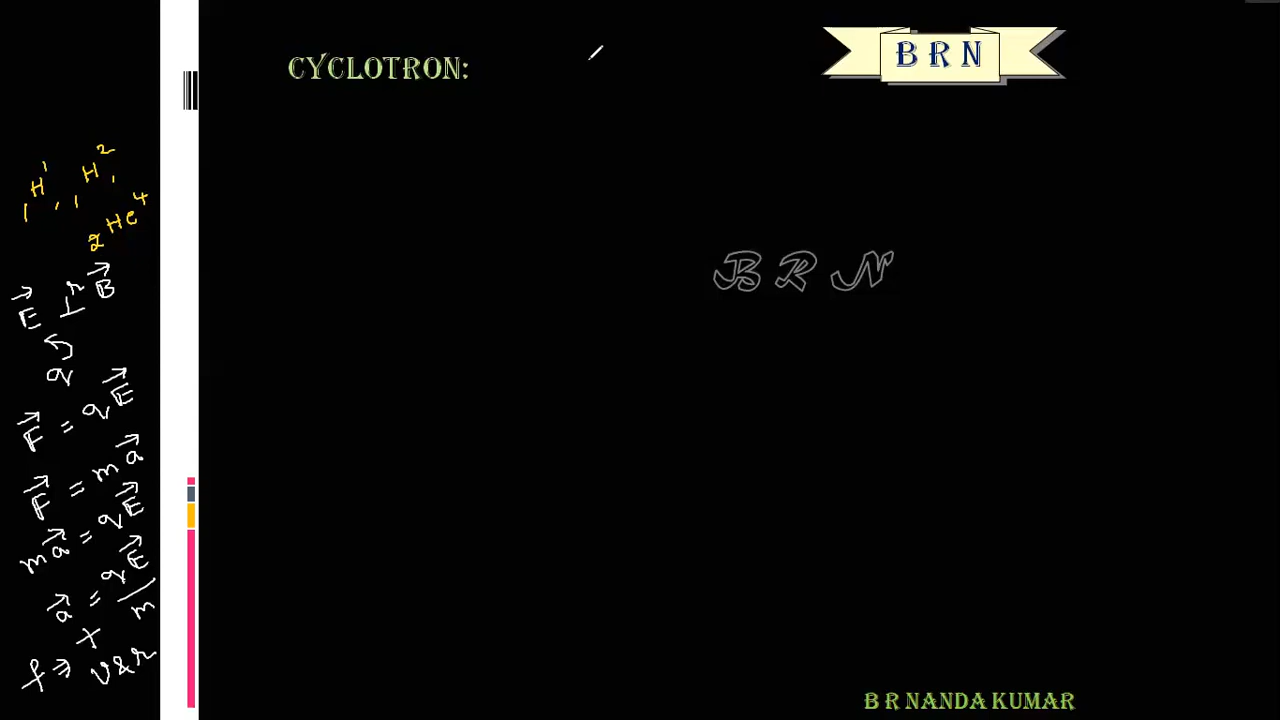 CYCLOTRON:
B R N
B R N
₁H¹, ₁H²,
₂He⁴
E⃗ ⊥ʳ B⃗
q
F⃗ = qE⃗
F⃗ = ma⃗
ma⃗ = qE⃗
a⃗ = qE⃗/m
f ⇒ v&r
B R NANDA KUMAR